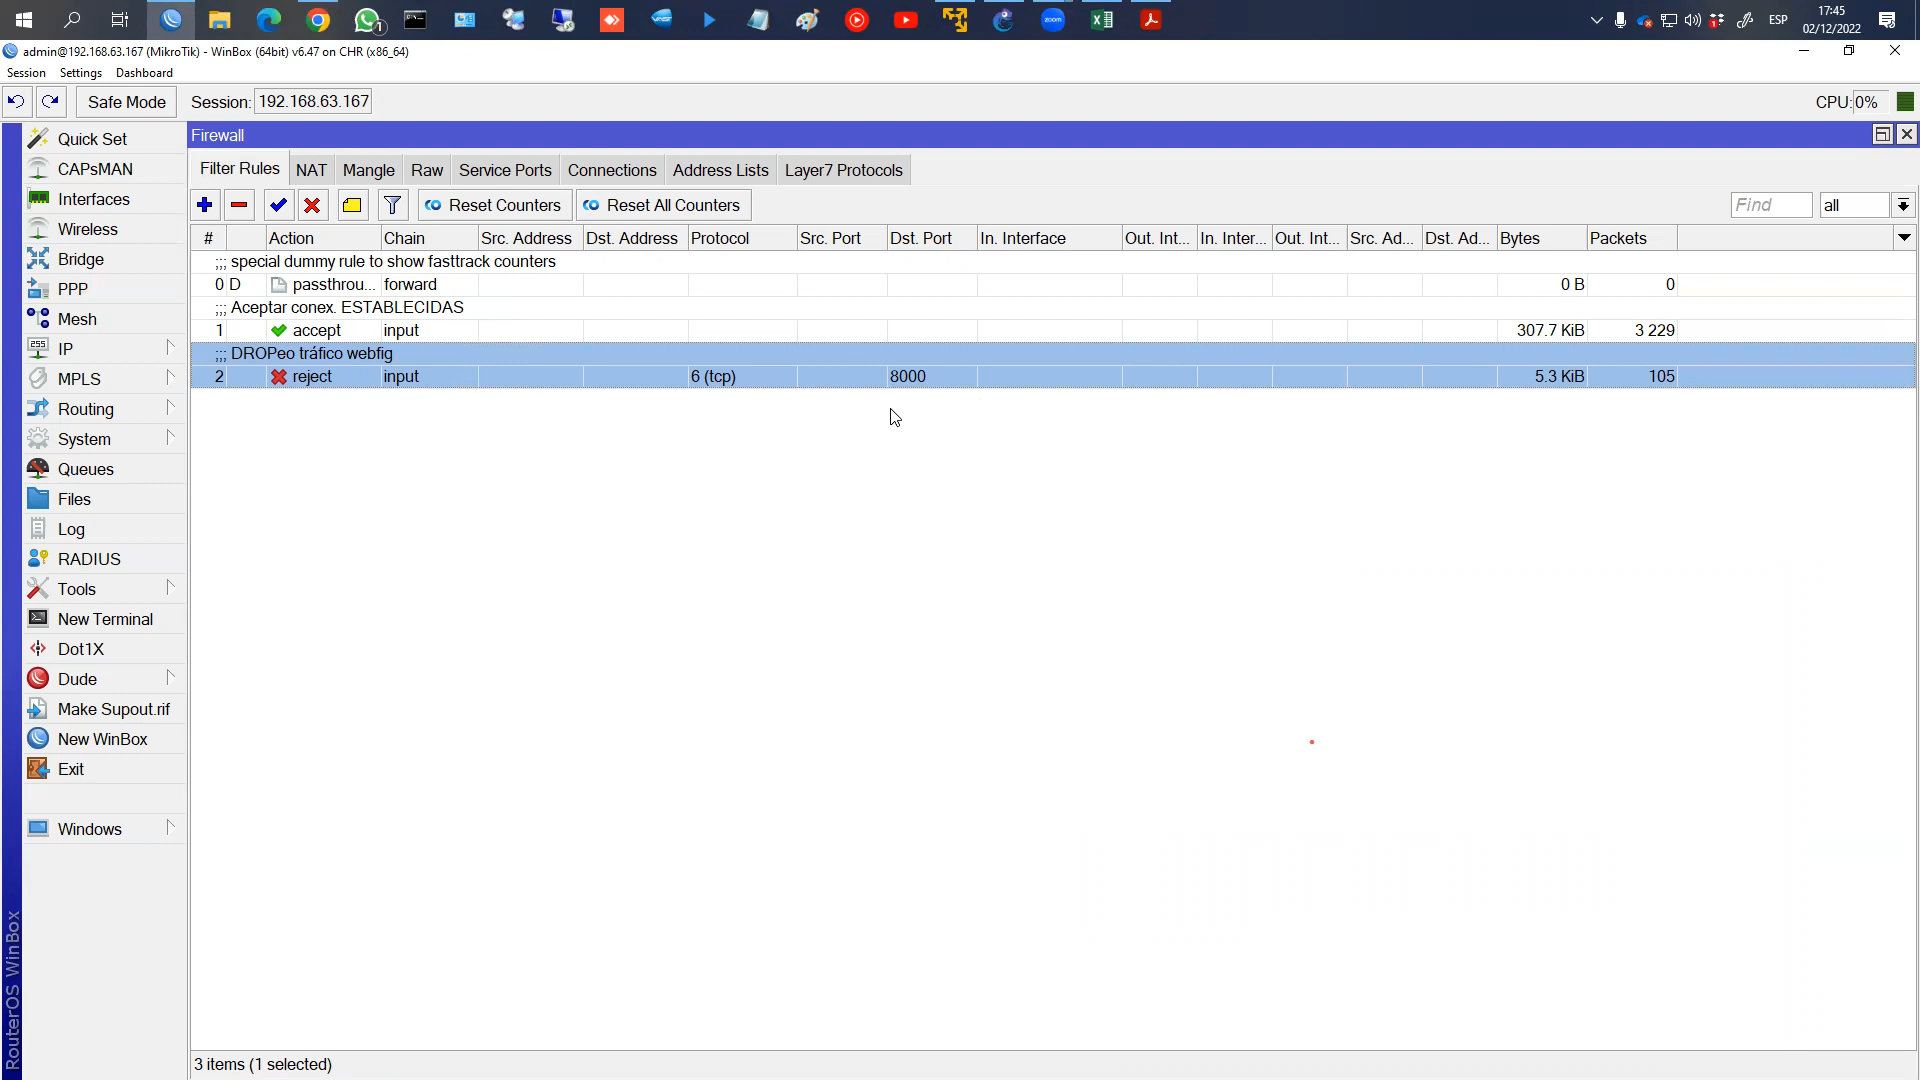 ESP
17:45
02/12/2022
1
admin@192.168.63.167 (MikroTik) - WinBox (64bit) v6.47 on CHR (x86_64)
Session Settings Dashboard
Safe Mode Session: 192.168.63.167 CPU: 0%
Quick Set
CAPsMAN
Interfaces
Wireless
Bridge
PPP
Mesh
255 IP
MPLS
Routing
System
Queues
Files
Log
RADIUS
Tools
New Terminal
Dot1X
Dude
Make Supout.rif
New WinBox
Exit
Windows
RouterOS WinBox
Firewall
Filter Rules NAT Mangle Raw Service Ports Connections Address Lists Layer7 Protocols
Reset Counters Reset All Counters Find all
# Action Chain Src. Address Dst. Address Protocol Src. Port Dst. Port In. Interface Out. Int... In. Inter... Out. Int... Src. Ad... Dst. Ad... Bytes Packets
;;; special dummy rule to show fasttrack counters
0 D passthrou... forward 0 B 0
;;; Aceptar conex. ESTABLECIDAS
1 accept input 307.7 KiB 3 229
;;; DROPeo tráfico webfig
2 reject input 6 (tcp) 8000 5.3 KiB 105
3 items (1 selected)